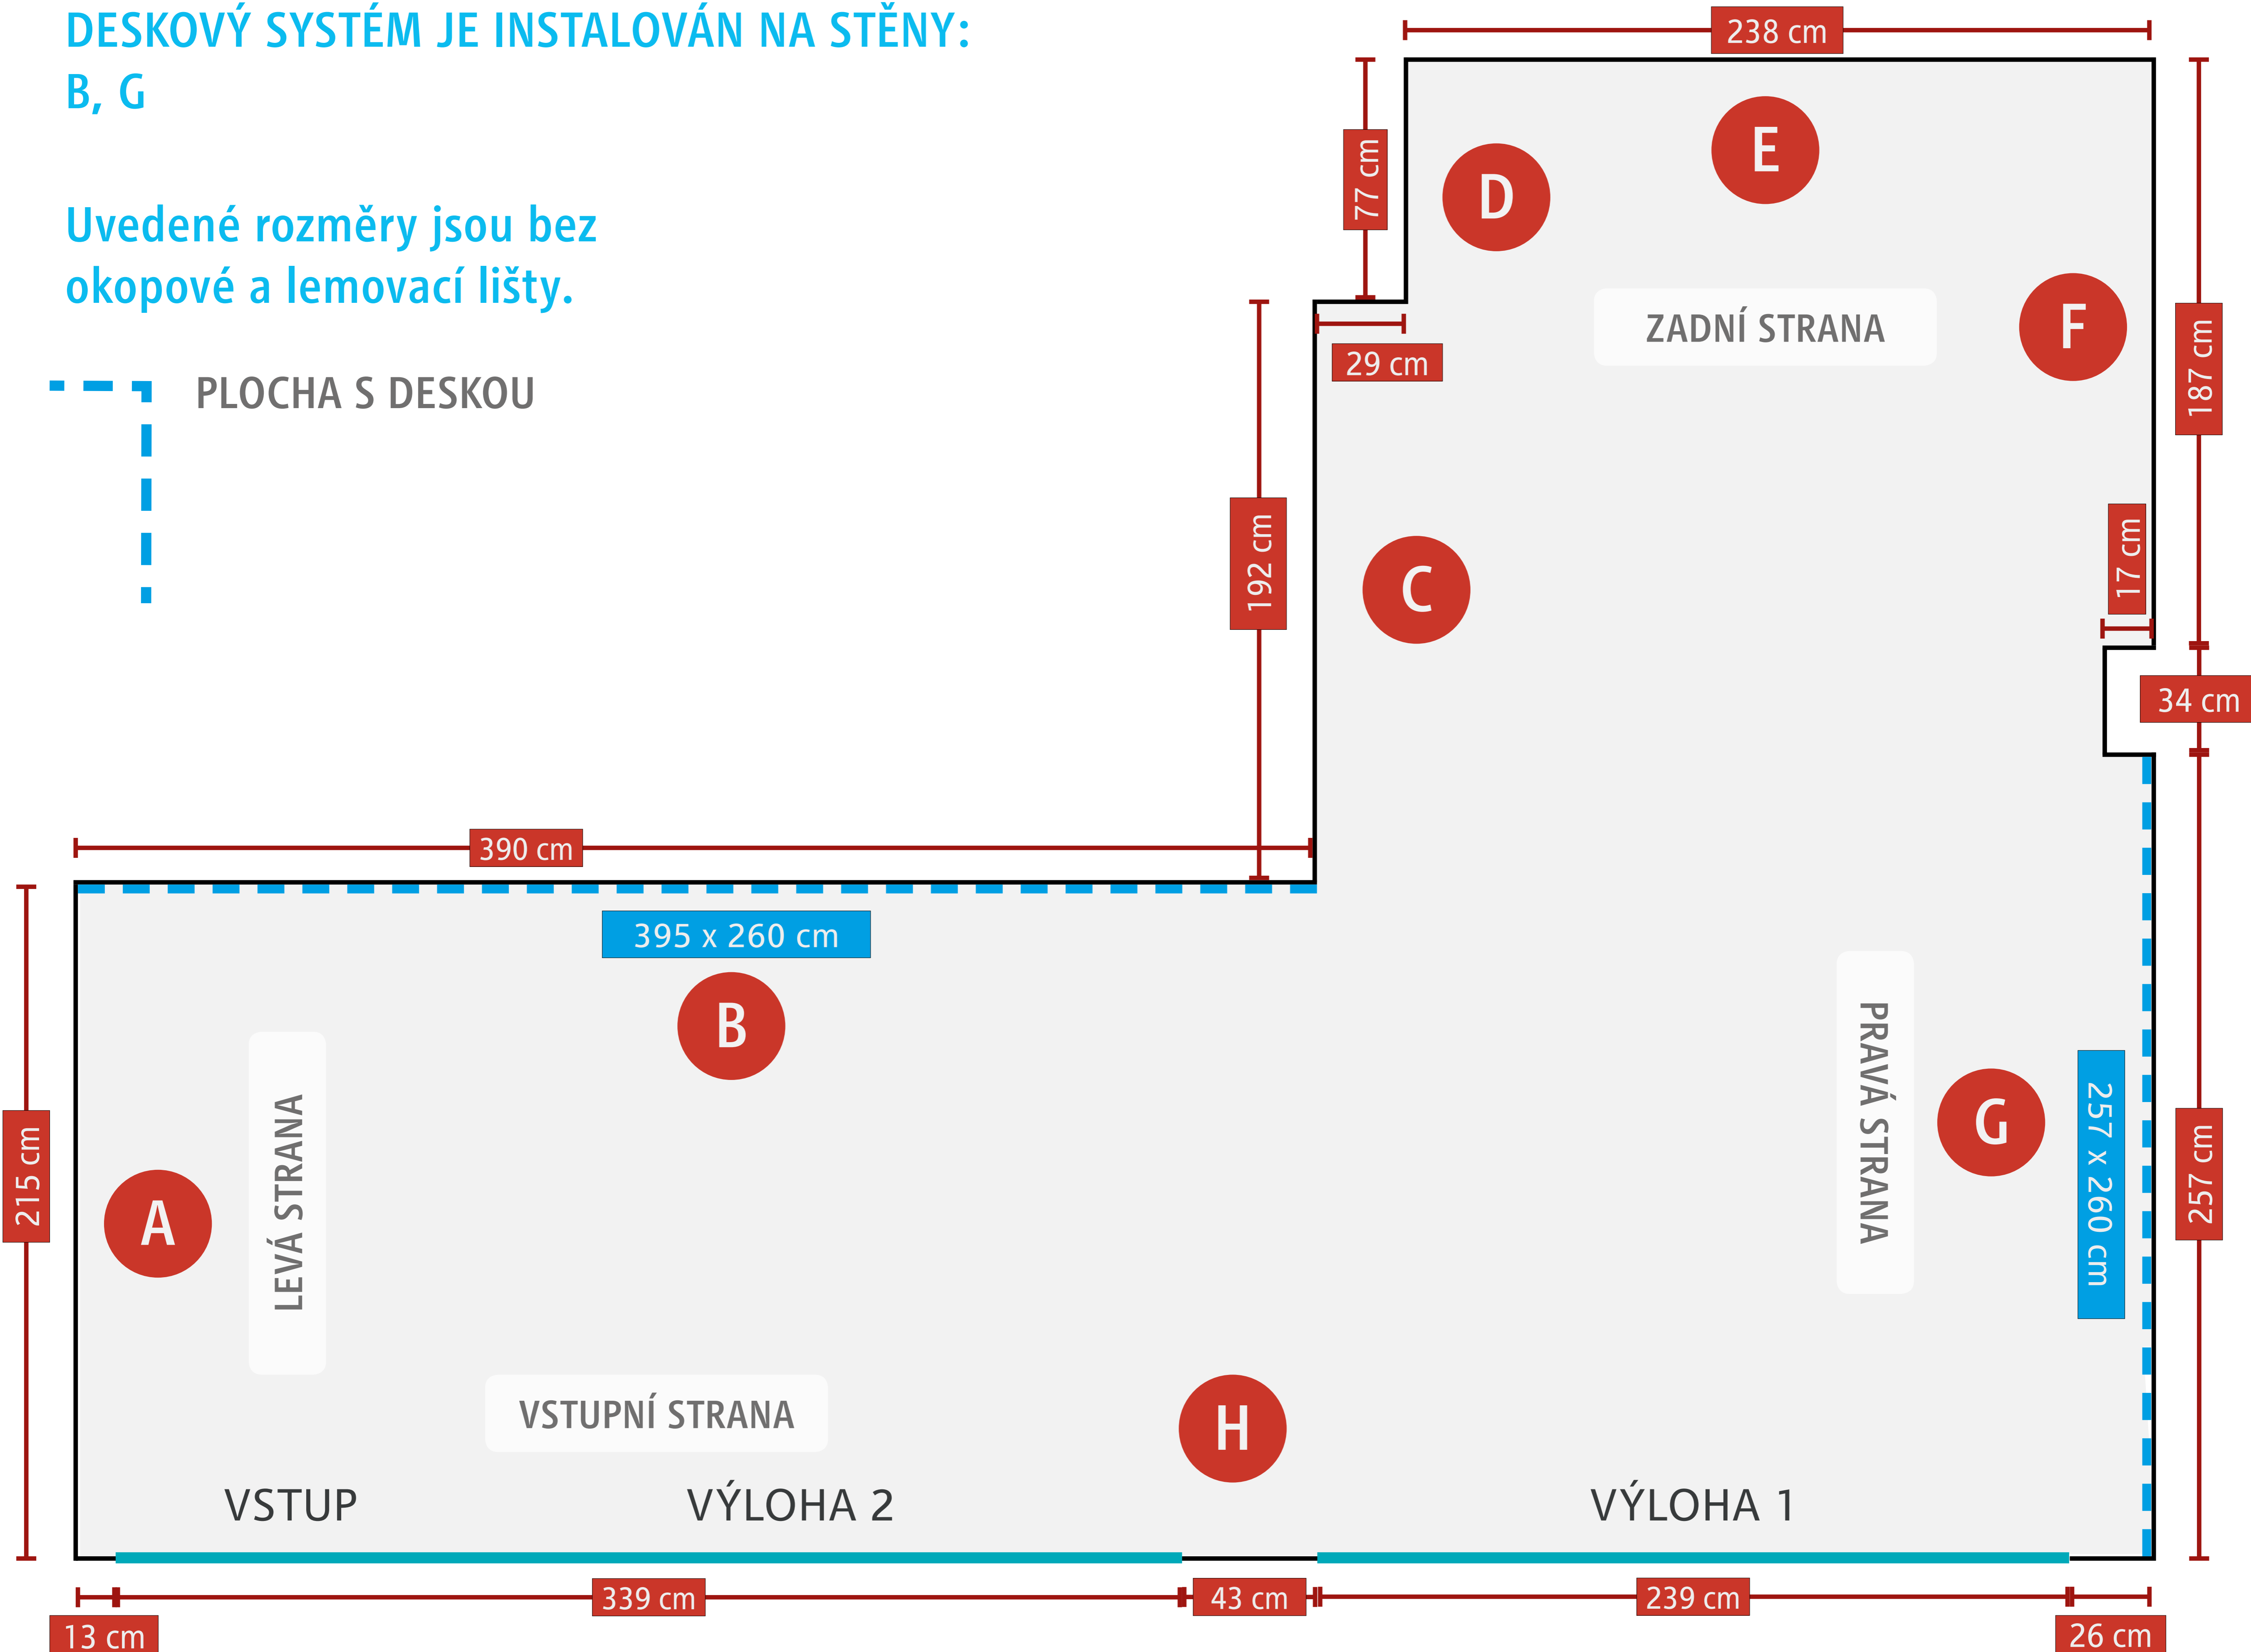 DESKOVÝ SYSTÉM JE INSTALOVÁN NA STĚNY:
B, G
Uvedené rozměry jsou bez
okopové a lemovací lišty.
PLOCHA S DESKOU
238 cm
77 cm
D
E
F
ZADNÍ STRANA
29 cm
187 cm
17 cm
192 cm
C
34 cm
390 cm
395 x 260 cm
B
215 cm
A
LEVÁ STRANA
PRAVÁ STRANA
G
257 x 260 cm
257 cm
VSTUPNÍ STRANA
H
VSTUP
VÝLOHA 2
VÝLOHA 1
13 cm
339 cm
43 cm
239 cm
26 cm